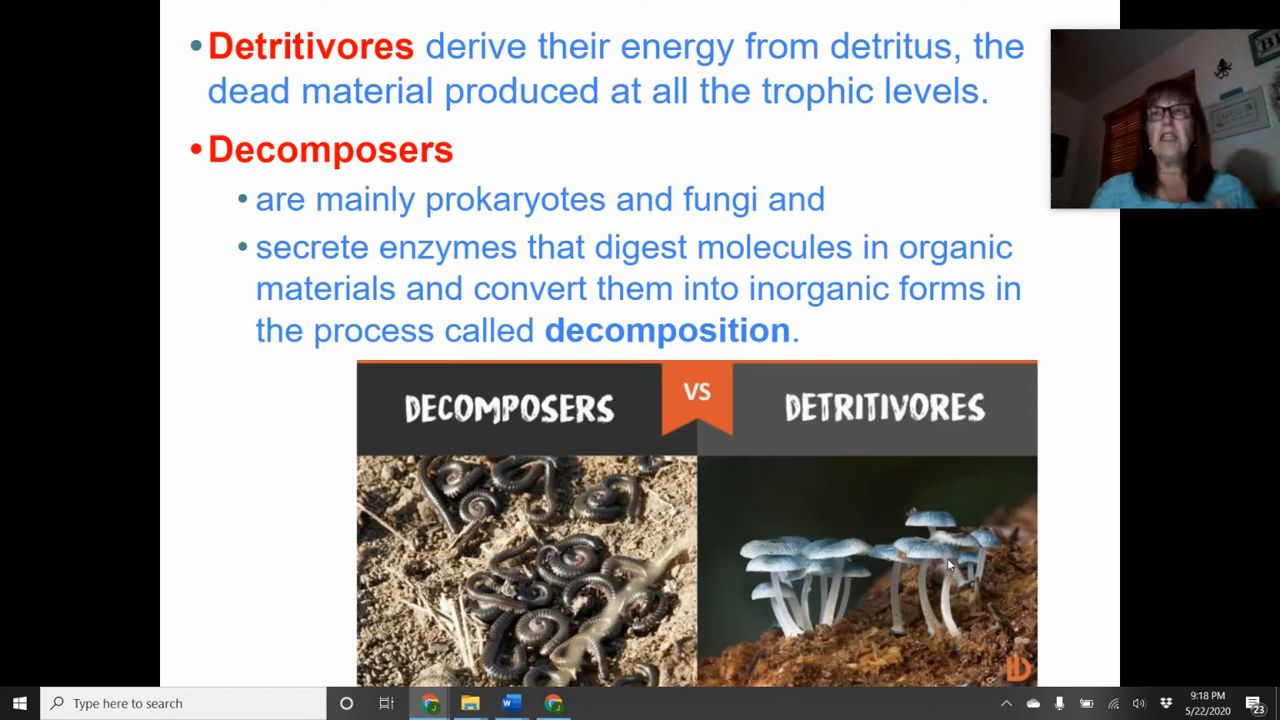 • Detritivores derive their energy from detritus, the
dead material produced at all the trophic levels.
• Decomposers
• are mainly prokaryotes and fungi and
• secrete enzymes that digest molecules in organic
materials and convert them into inorganic forms in
the process called decomposition.
DECOMPOSERS
VS
DETRITIVORES
Type here to search
9:18 PM
5/22/2020
23